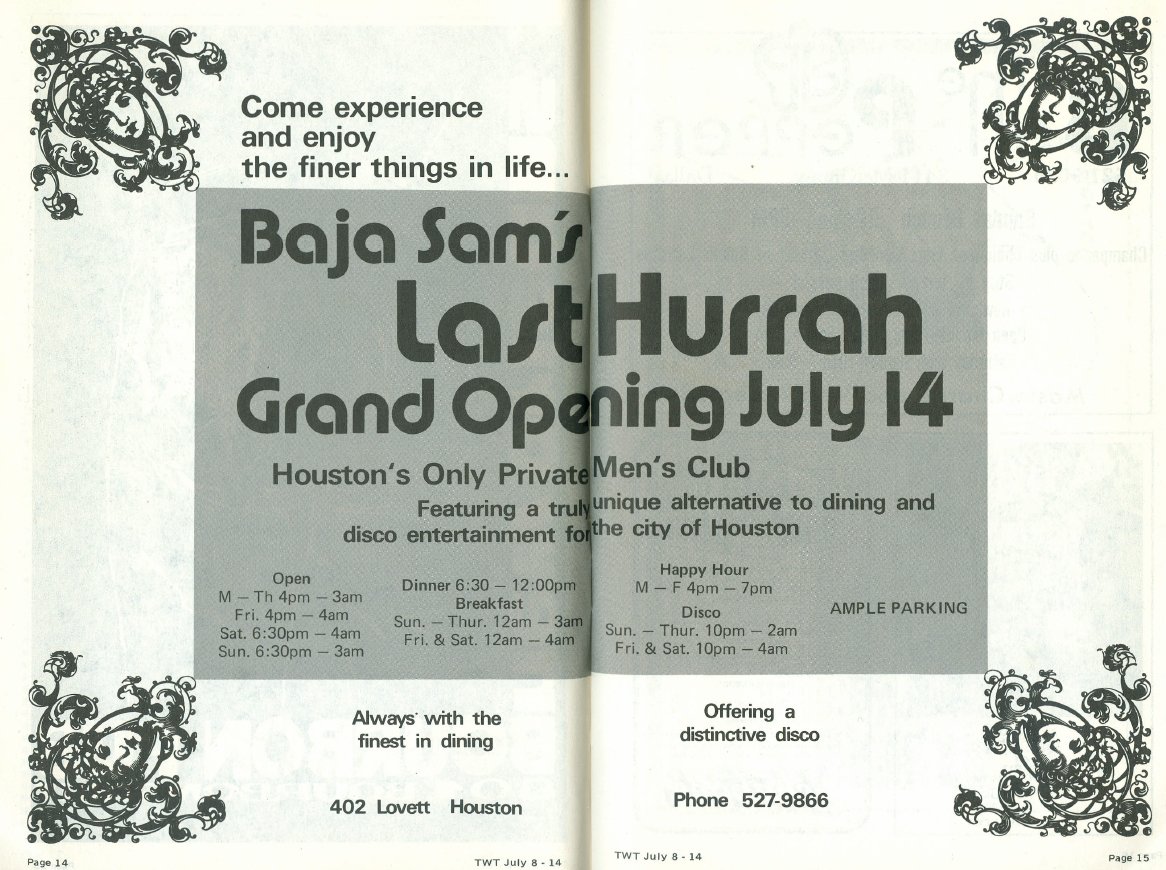 Come experience
and enjoy
the finer things in life...
Baja Sam's
Last Hurrah
Grand Opening July 14
Houston's Only Private Men's Club
Featuring a truly unique alternative to dining and
disco entertainment for the city of Houston
Open
M – Th 4pm – 3am
Fri. 4pm – 4am
Sat. 6:30pm – 4am
Sun. 6:30pm – 3am
Dinner 6:30 – 12:00pm
Breakfast
Sun. – Thur. 12am – 3am
Fri. & Sat. 12am – 4am
Happy Hour
M – F 4pm – 7pm
Disco
Sun. – Thur. 10pm – 2am
Fri. & Sat. 10pm – 4am
AMPLE PARKING
Always with the
finest in dining
Offering a
distinctive disco
402 Lovett Houston
Phone 527-9866
Page 14
TWT July 8 - 14
TWT July 8 - 14
Page 15